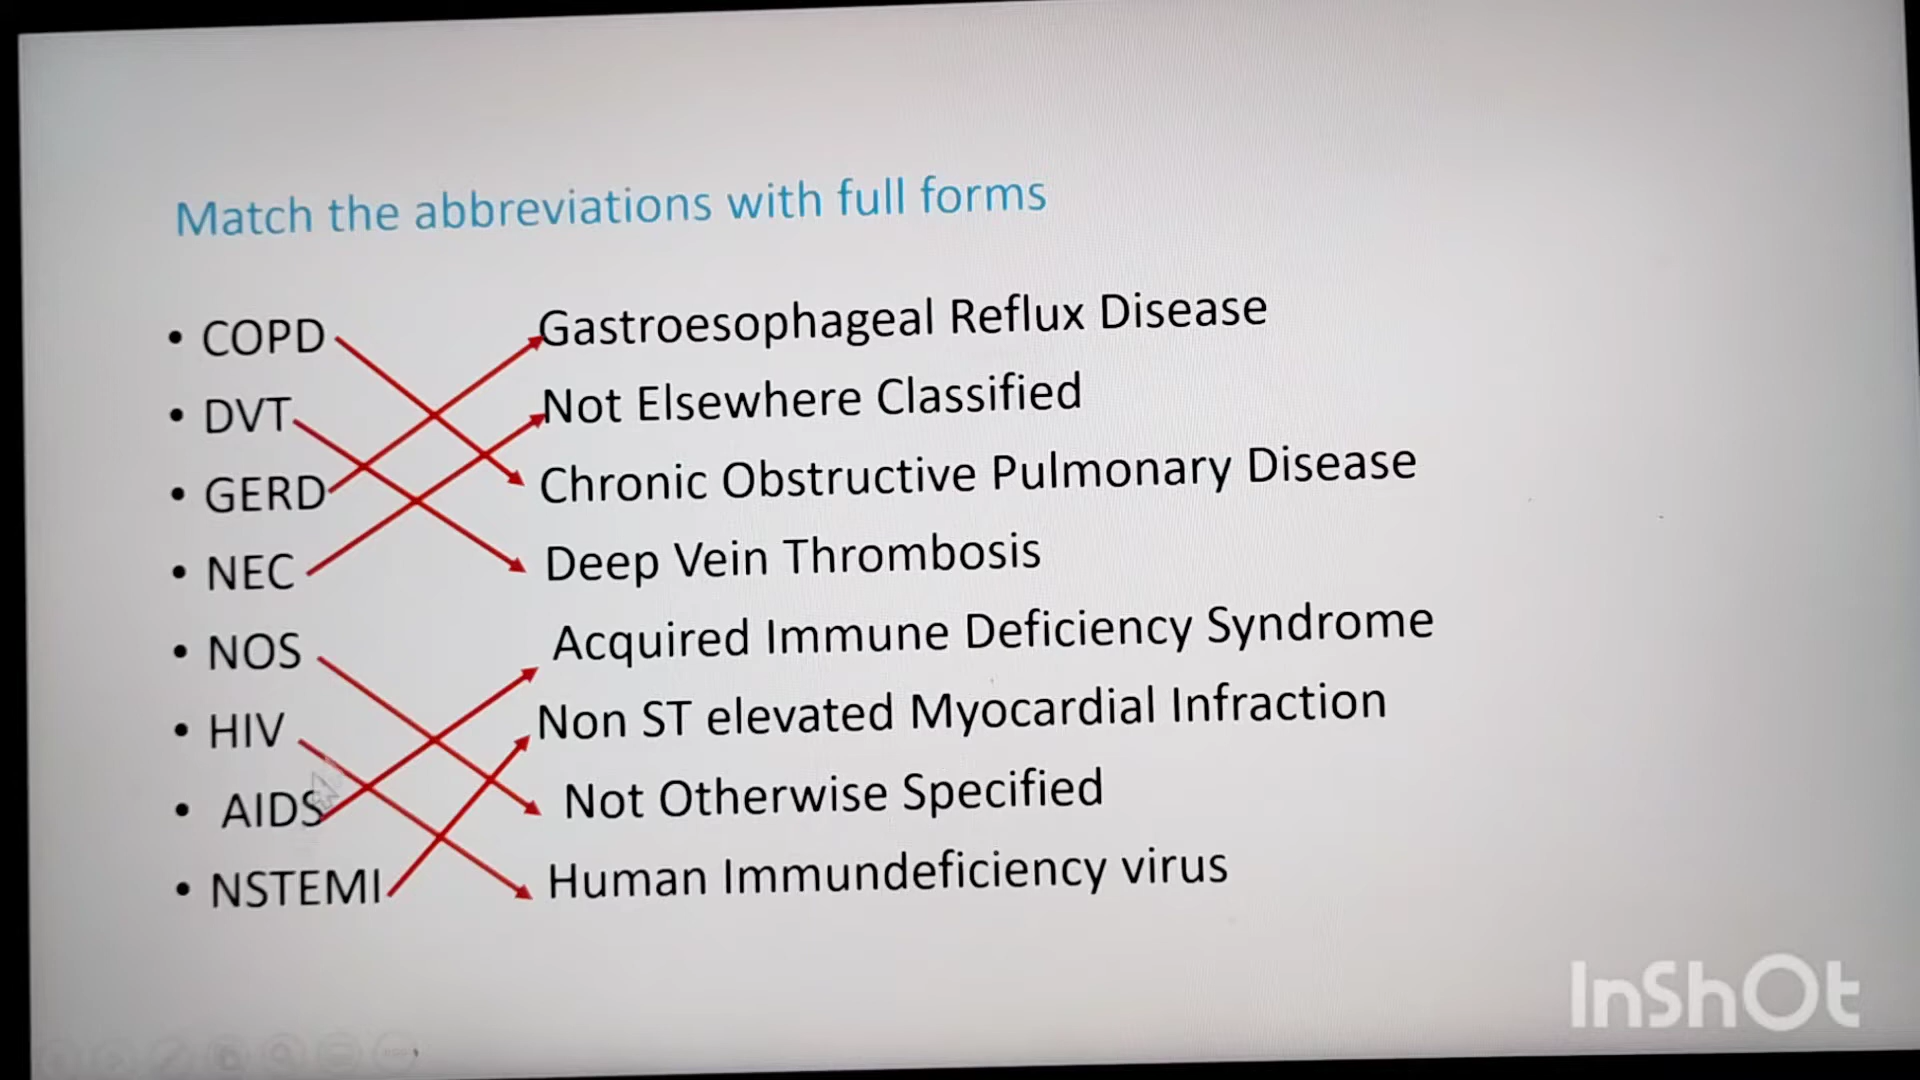 Match the abbreviations with full forms
• COPD
• DVT
• GERD
• NEC
• NOS
• HIV
• AIDS
• NSTEMI
Gastroesophageal Reflux Disease
Not Elsewhere Classified
Chronic Obstructive Pulmonary Disease
Deep Vein Thrombosis
Acquired Immune Deficiency Syndrome
Non ST elevated Myocardial Infraction
Not Otherwise Specified
Human Immundeficiency virus
InShOt